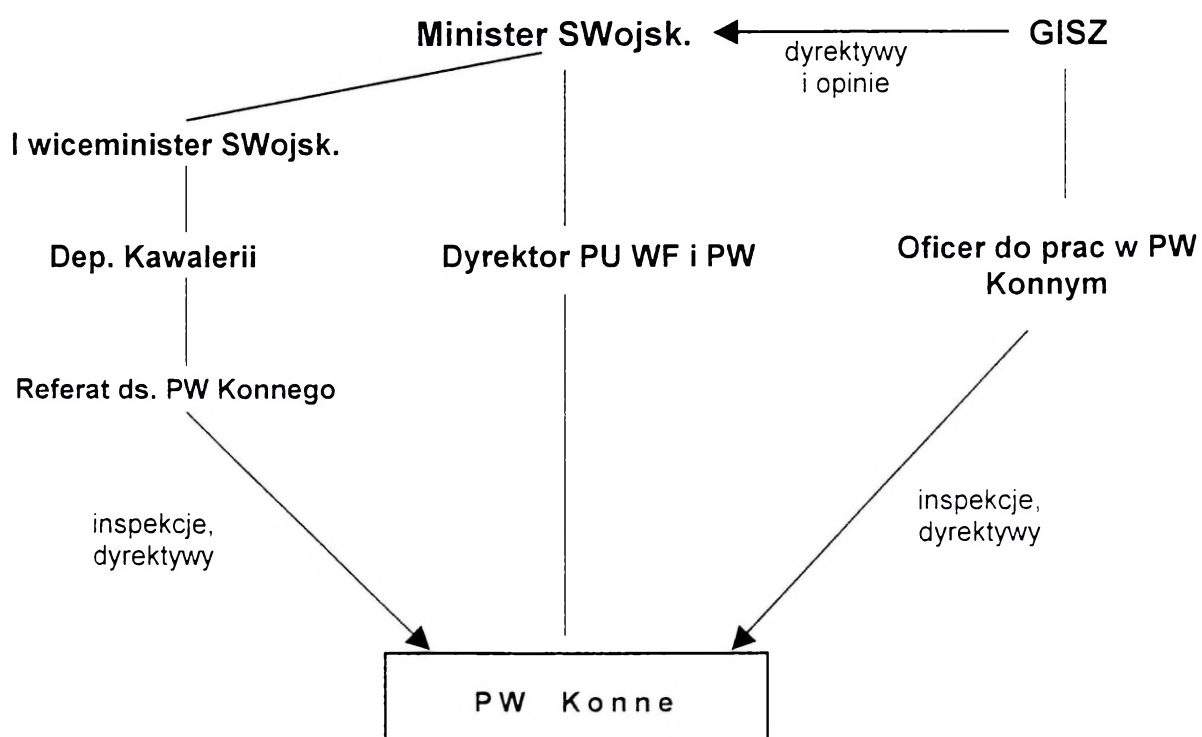 Minister SWojsk.
GISZ
dyrektywy
i opinie
I wiceminister SWojsk.
Dep. Kawalerii
Dyrektor PU WF i PW
Oficer do prac w PW
Konnym
Referat ds. PW Konnego
inspekcje,
dyrektywy
inspekcje,
dyrektywy
PW Konne